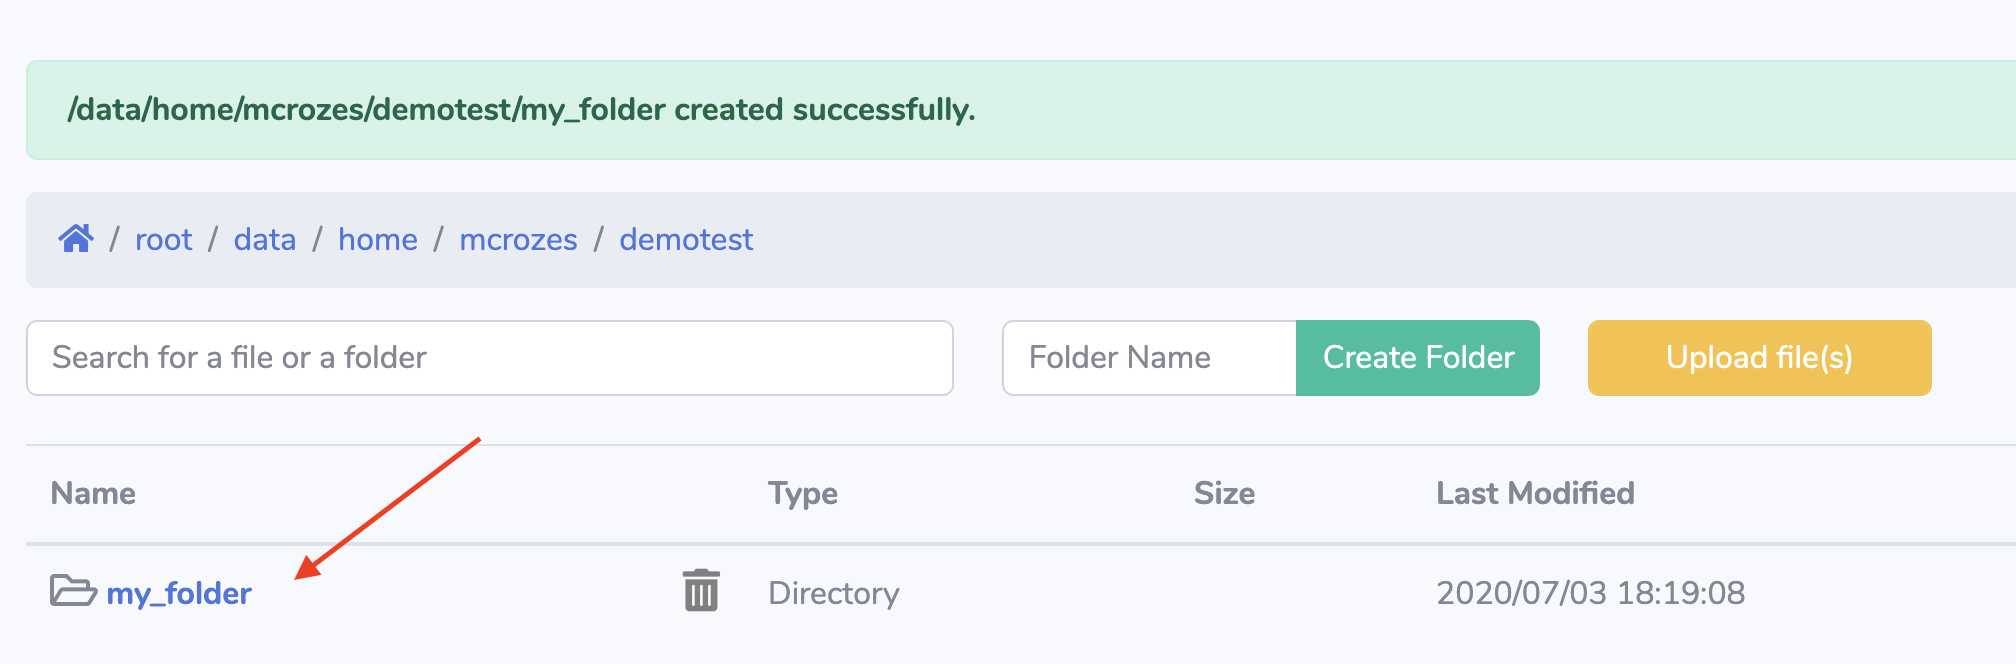 /data/home/mcrozes/demotest/my_folder created successfully.
/ root / data / home / mcrozes / demotest
Search for a file or a folder Folder Name Create Folder Upload file(s)
Name Type Size Last Modified
my_folder Directory 2020/07/03 18:19:08